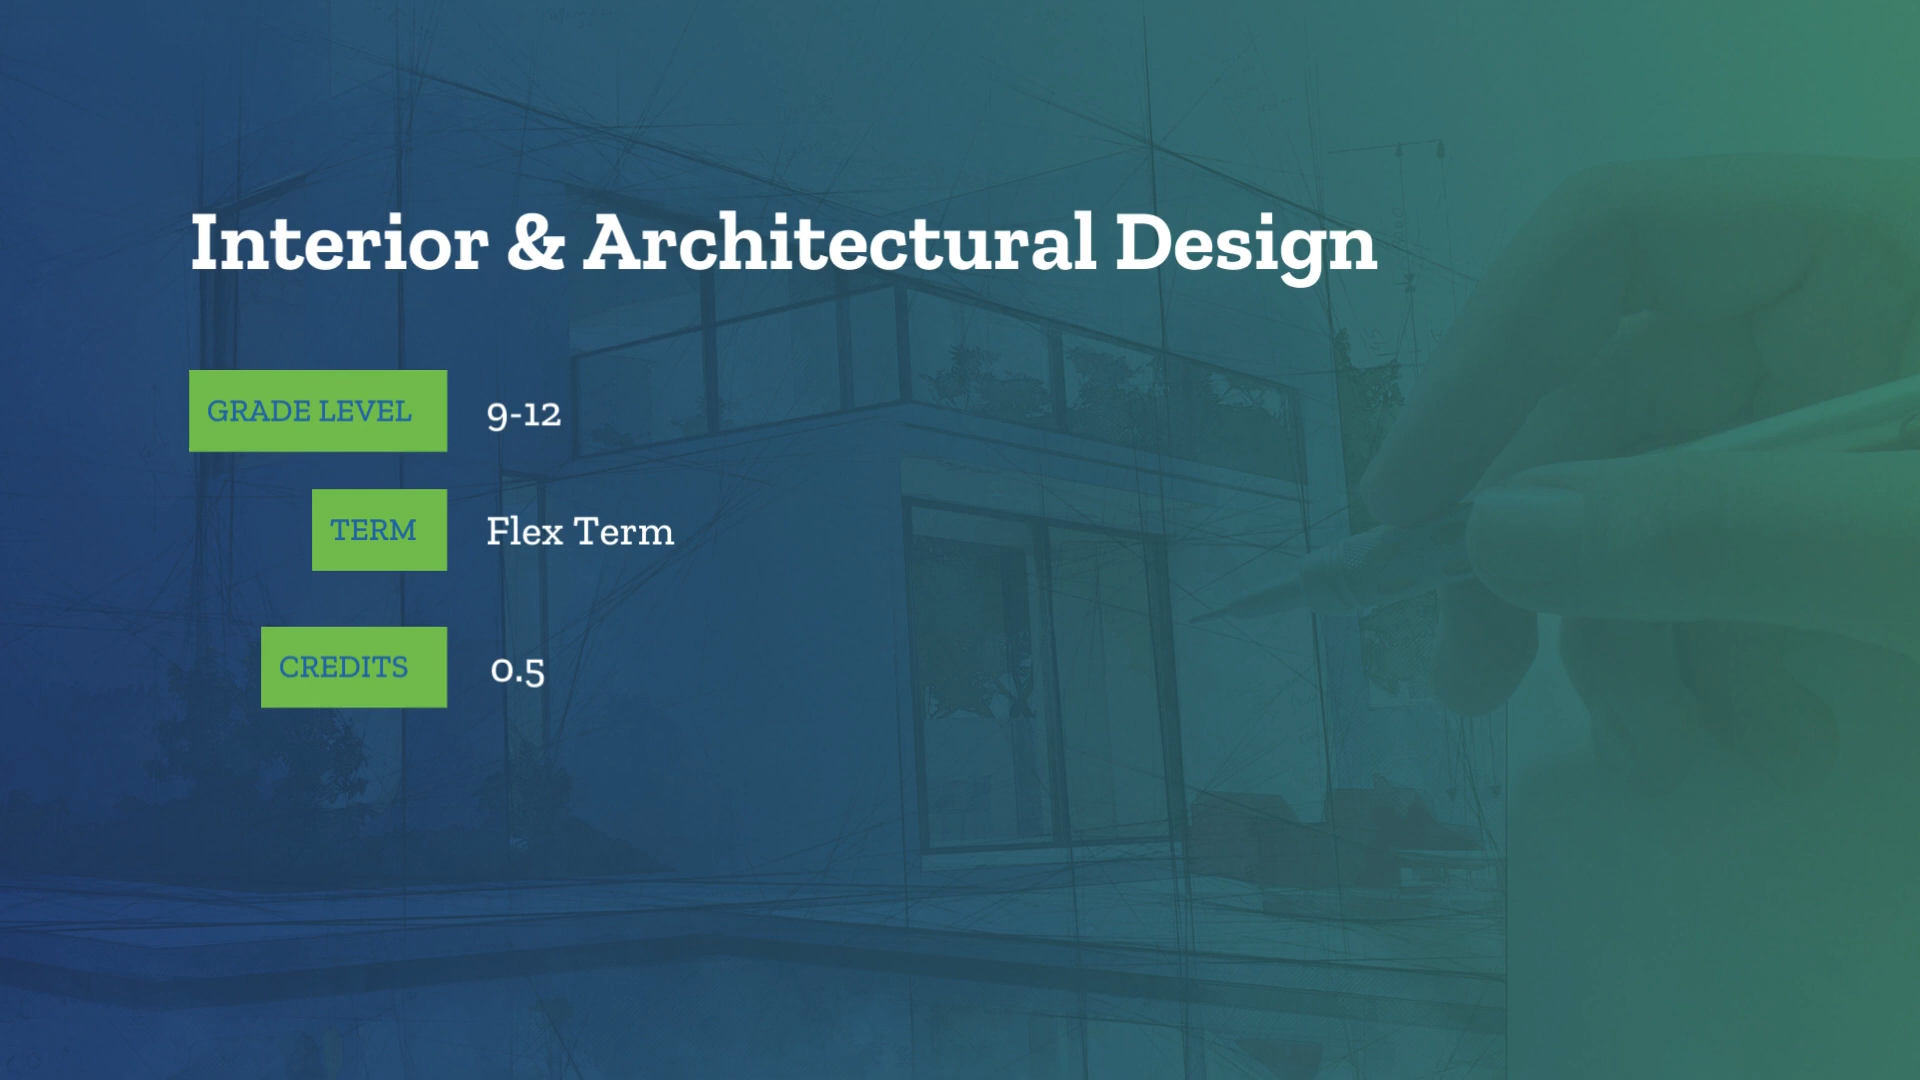 Interior & Architectural Design
GRADE LEVEL 9-12
TERM Flex Term
CREDITS 0.5